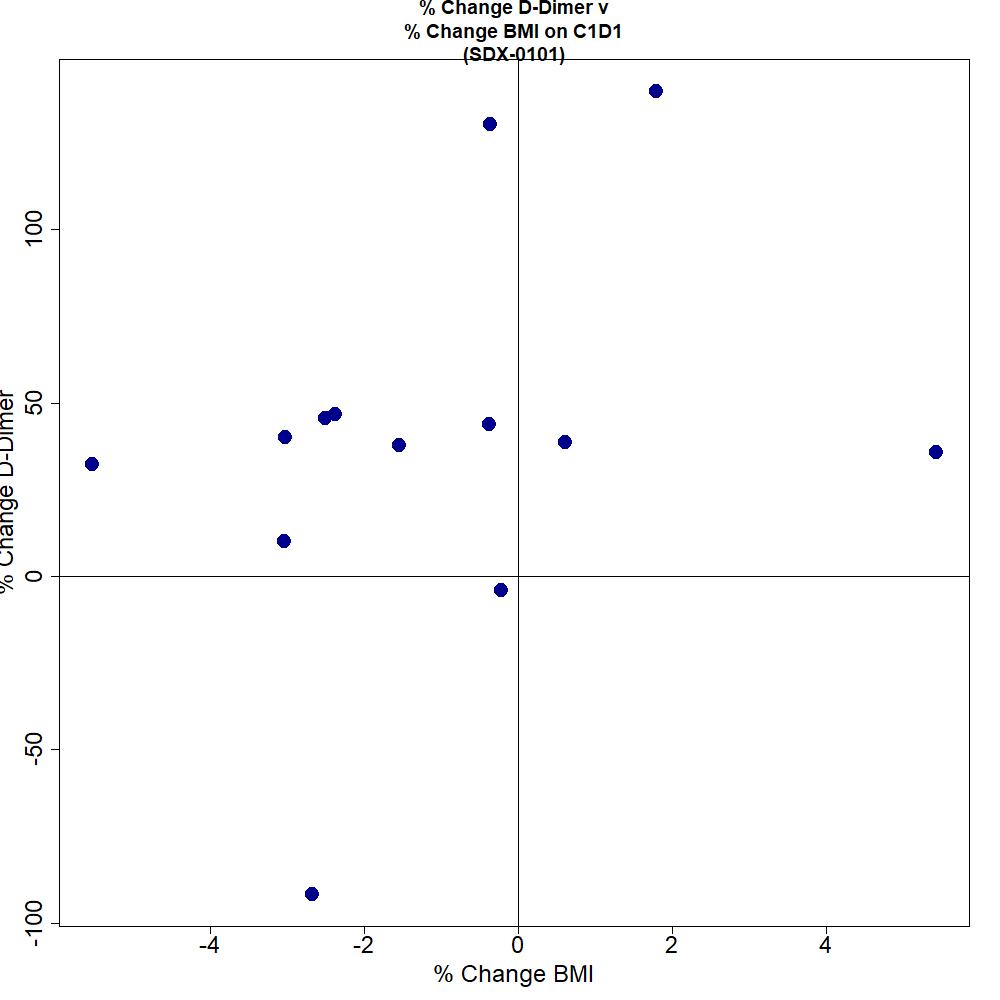 % Change D-Dimer v
% Change BMI on C1D1
(SDX-0101)
% Change D-Dimer
100
50
0
-50
-100
-4
-2
0
2
4
% Change BMI